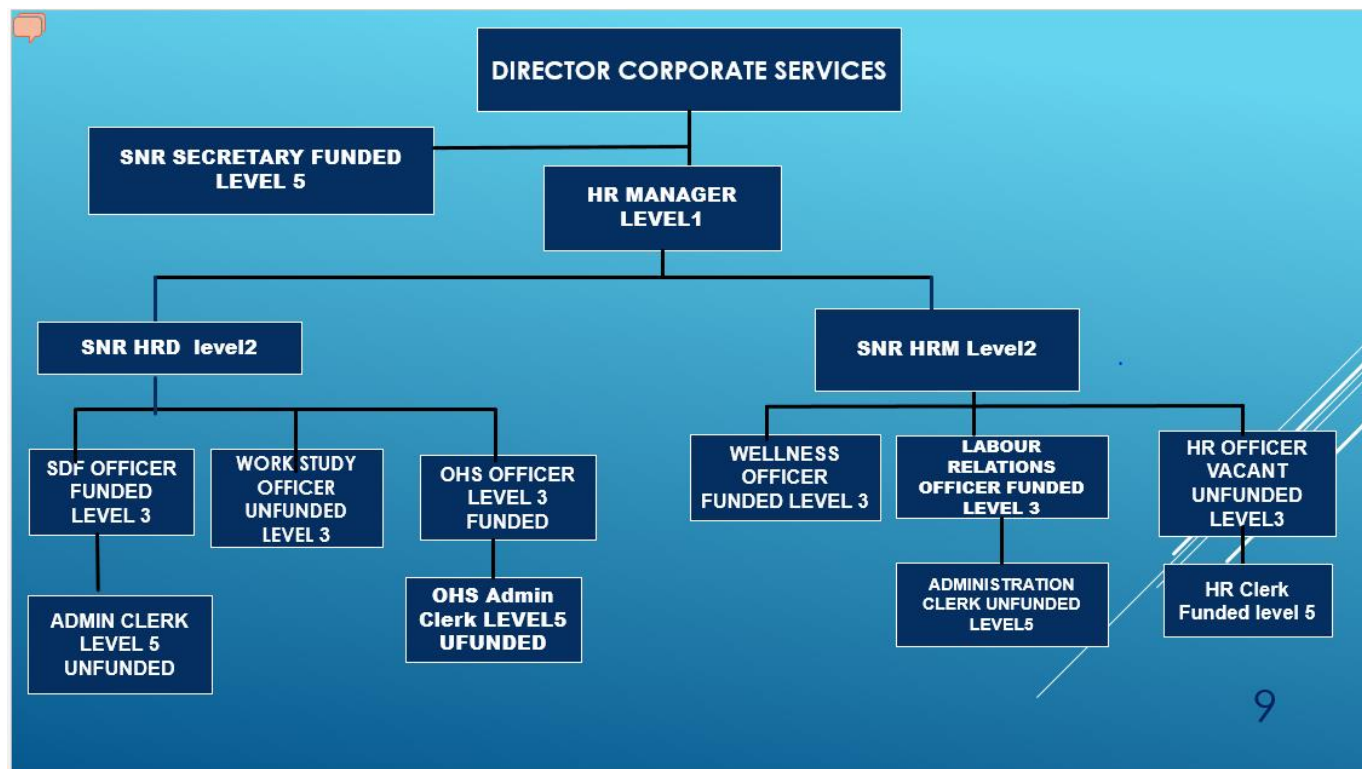 DIRECTOR CORPORATE SERVICES
SNR SECRETARY FUNDED
LEVEL 5
HR MANAGER
LEVEL1
SNR HRD level2
SNR HRM Level2
SDF OFFICER
FUNDED
LEVEL 3
WORK STUDY
OFFICER
UNFUNDED
LEVEL 3
OHS OFFICER
LEVEL 3
FUNDED
WELLNESS
OFFICER
FUNDED LEVEL 3
LABOUR
RELATIONS
OFFICER FUNDED
LEVEL 3
HR OFFICER
VACANT
UNFUNDED
LEVEL3
ADMIN CLERK
LEVEL 5
UNFUNDED
OHS Admin
Clerk LEVEL5
UFUNDED
ADMINISTRATION
CLERK UNFUNDED
LEVEL5
HR Clerk
Funded level 5
9